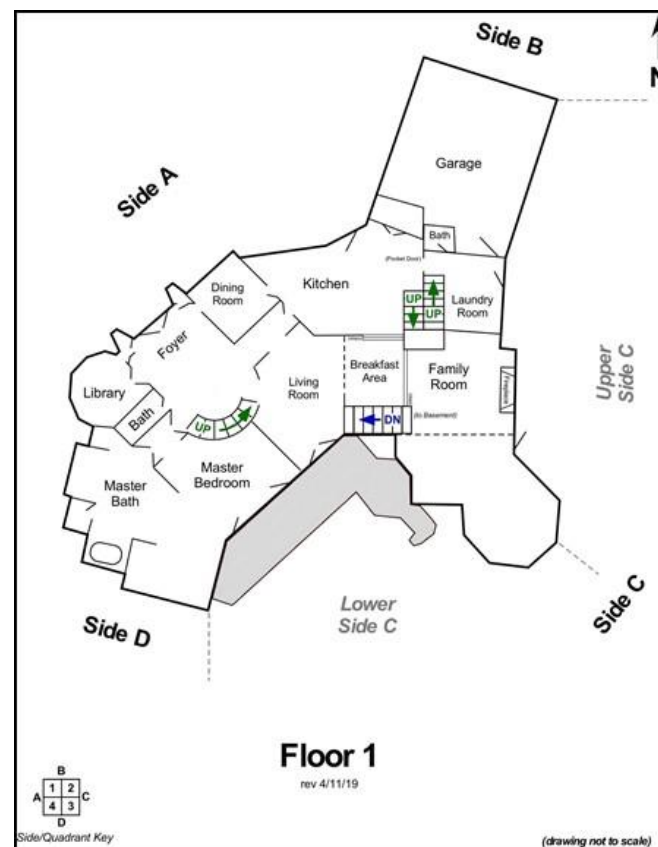 Side B
N
Side A
Garage
Bath
(Pocket Door)
Kitchen
Dining
Room
UP
UP
Laundry
Room
Foyer
Upper
Side C
Living
Room
Breakfast
Area
Family
Room
Fireplace
Library
Bath
UP
DN
(to Basement)
Master
Bedroom
Master
Bath
Lower
Side C
Side C
Side D
Floor 1
rev 4/11/19
B
A
1 2
4 3
C
D
Side/Quadrant Key
(drawing not to scale)